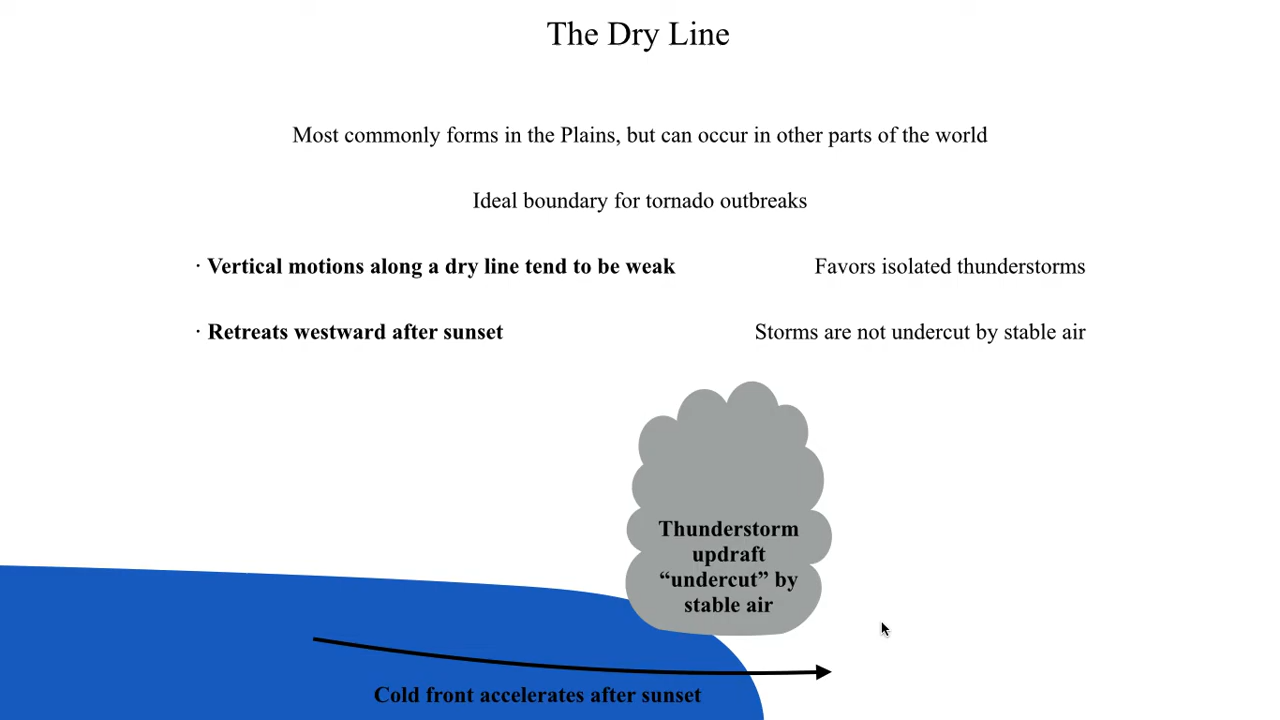 The Dry Line
Most commonly forms in the Plains, but can occur in other parts of the world
Ideal boundary for tornado outbreaks
· Vertical motions along a dry line tend to be weak
Favors isolated thunderstorms
· Retreats westward after sunset
Storms are not undercut by stable air
Thunderstorm
updraft
“undercut” by
stable air
Cold front accelerates after sunset